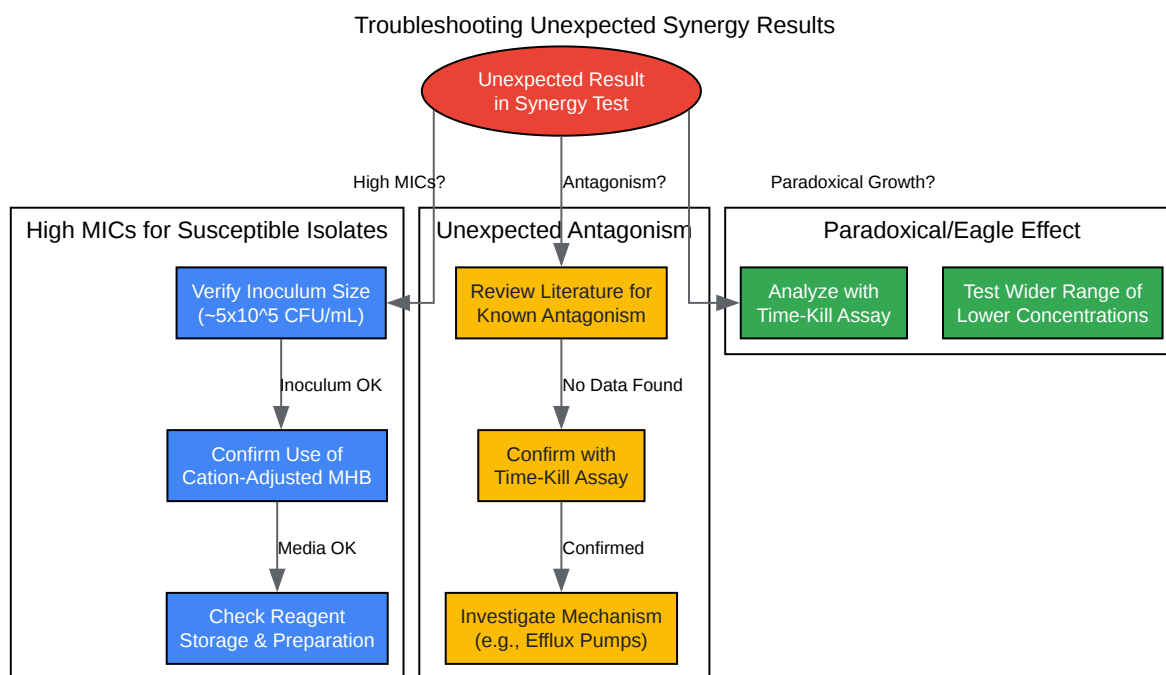 Troubleshooting Unexpected Synergy Results
Unexpected Result
in Synergy Test
High MICs?
Antagonism?
Paradoxical Growth?
High MICs for Susceptible Isolates
Verify Inoculum Size
(~5x10^5 CFU/mL)
Inoculum OK
Confirm Use of
Cation-Adjusted MHB
Media OK
Check Reagent
Storage & Preparation
Unexpected Antagonism
Review Literature for
Known Antagonism
No Data Found
Confirm with
Time-Kill Assay
Confirmed
Investigate Mechanism
(e.g., Efflux Pumps)
Paradoxical/Eagle Effect
Analyze with
Time-Kill Assay
Test Wider Range of
Lower Concentrations